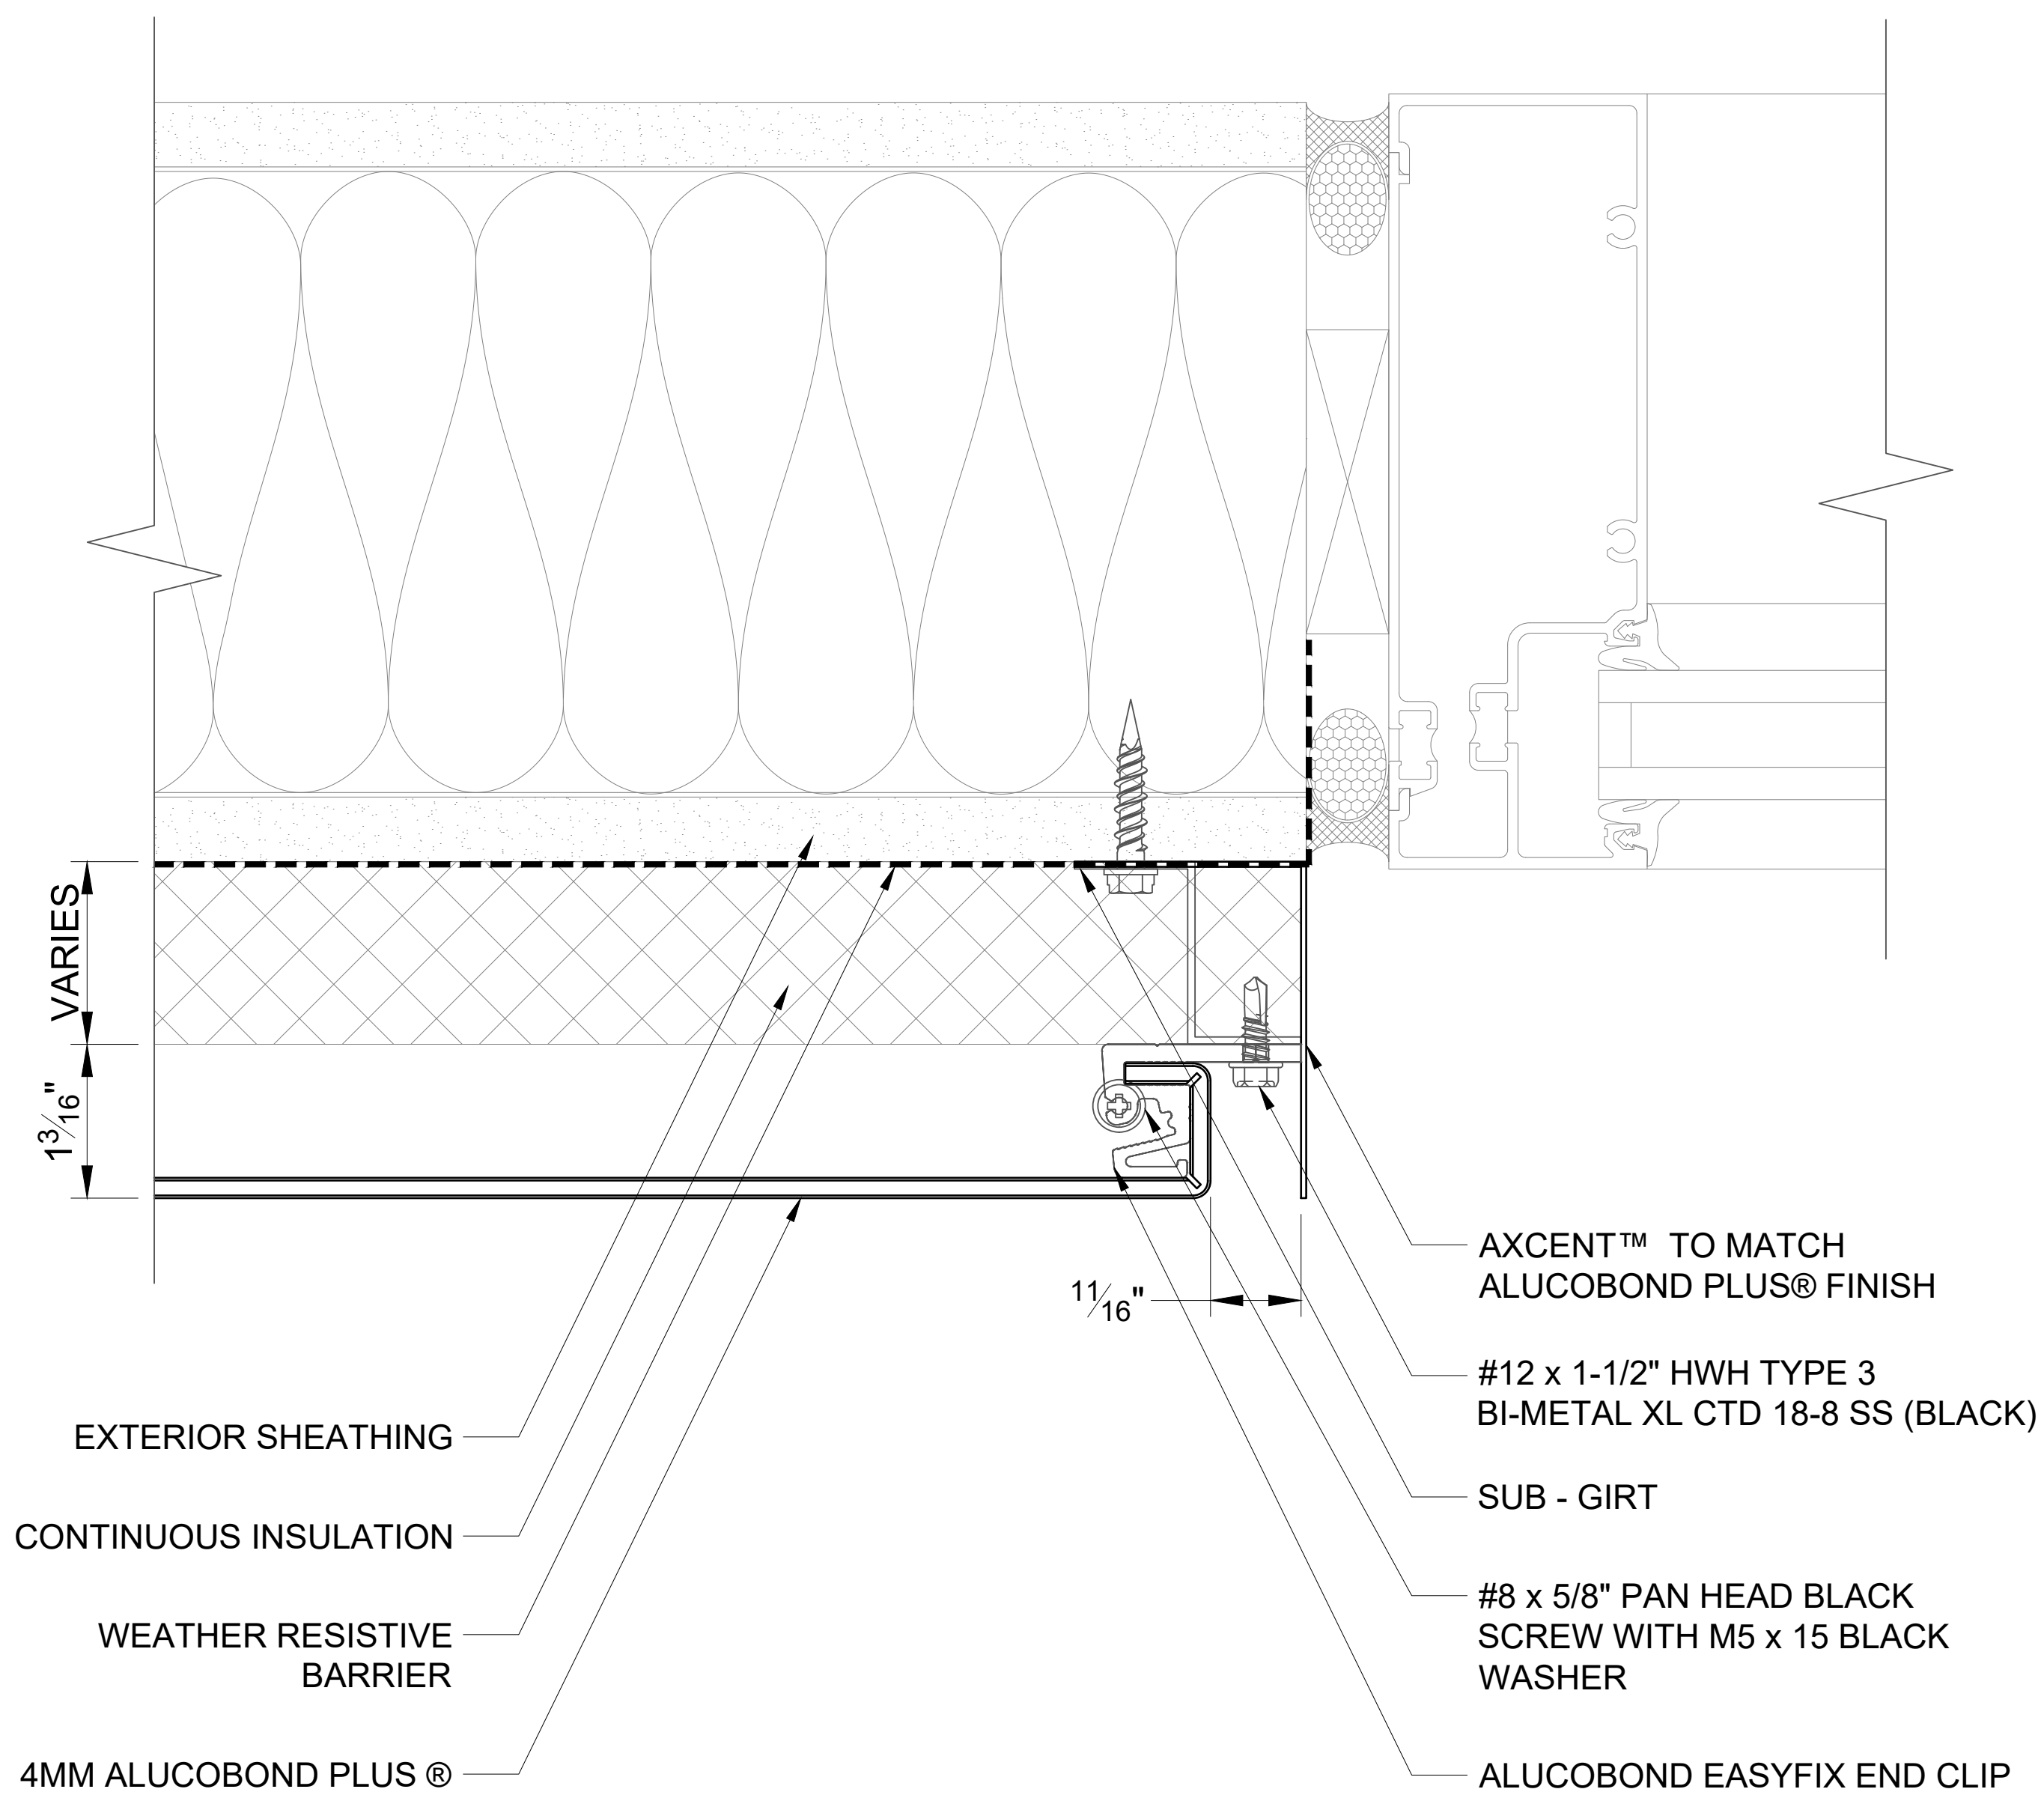 VARIES
1 3/16"
11/16"
AXCENT™ TO MATCH
ALUCOBOND PLUS® FINISH
#12 x 1-1/2" HWH TYPE 3
BI-METAL XL CTD 18-8 SS (BLACK)
SUB - GIRT
#8 x 5/8" PAN HEAD BLACK
SCREW WITH M5 x 15 BLACK
WASHER
ALUCOBOND EASYFIX END CLIP
EXTERIOR SHEATHING
CONTINUOUS INSULATION
WEATHER RESISTIVE
BARRIER
4MM ALUCOBOND PLUS ®